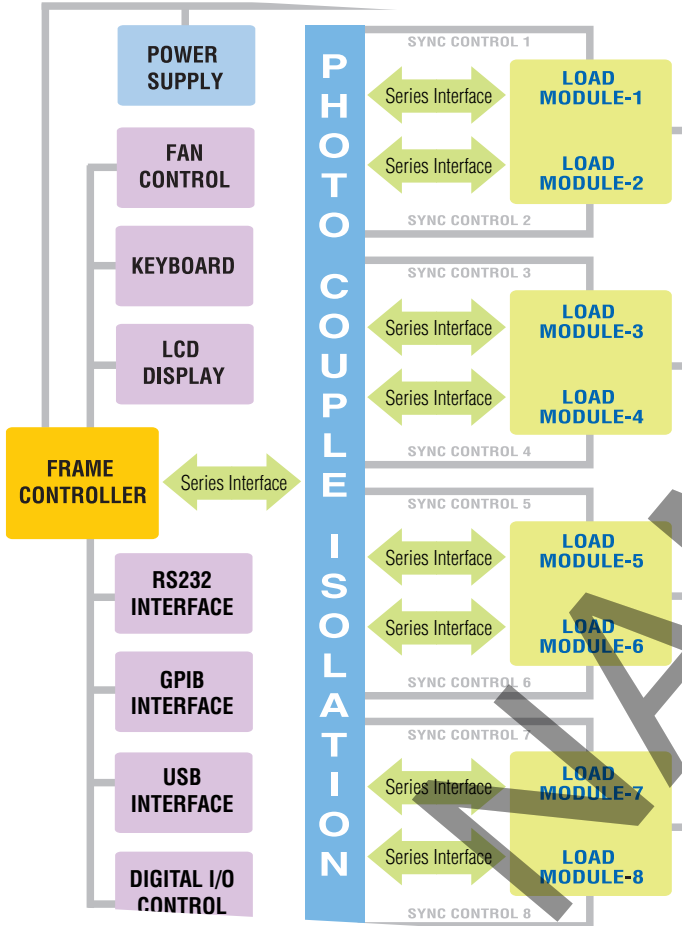 POWER
SUPPLY
FAN
CONTROL
KEYBOARD
LCD
DISPLAY
FRAME
CONTROLLER
Series Interface
RS232
INTERFACE
GPIB
INTERFACE
USB
INTERFACE
DIGITAL I/O
CONTROL
PHOTO COUPLE ISOLATION
SYNC CONTROL 1
Series Interface
LOAD
MODULE-1
Series Interface
LOAD
MODULE-2
SYNC CONTROL 2
SYNC CONTROL 3
Series Interface
LOAD
MODULE-3
Series Interface
LOAD
MODULE-4
SYNC CONTROL 4
SYNC CONTROL 5
Series Interface
LOAD
MODULE-5
Series Interface
LOAD
MODULE-6
SYNC CONTROL 6
SYNC CONTROL 7
Series Interface
LOAD
MODULE-7
Series Interface
LOAD
MODULE-8
SYNC CONTROL 8